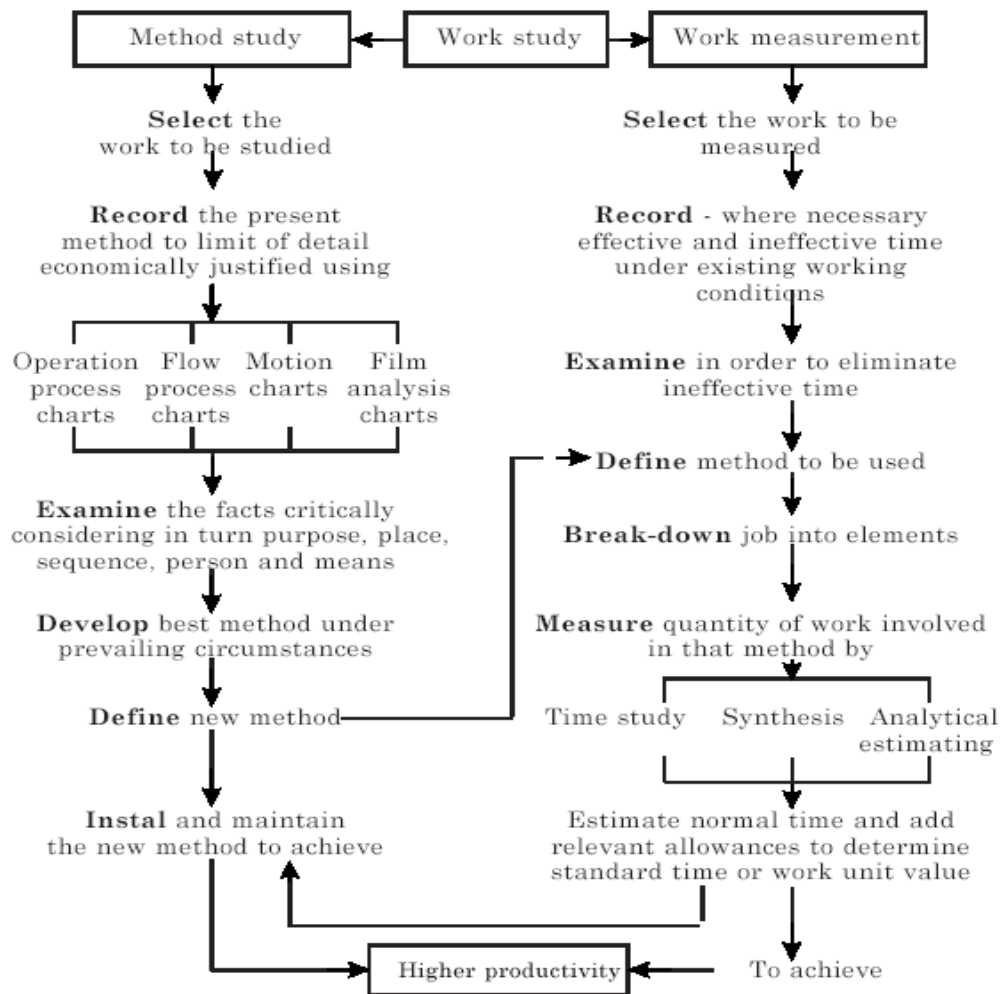 Method study
Work study
Work measurement
Select the
work to be studied
Record the present
method to limit of detail
economically justified using
Operation
process
charts
Flow
process
charts
Motion
charts
Film
analysis
charts
Examine the facts critically
considering in turn purpose, place,
sequence, person and means
Develop best method under
prevailing circumstances
Define new method
Instal and maintain
the new method to achieve
Select the work to be
measured
Record - where necessary
effective and ineffective time
under existing working
conditions
Examine in order to eliminate
ineffective time
Define method to be used
Break-down job into elements
Measure quantity of work involved
in that method by
Time study
Synthesis
Analytical
estimating
Estimate normal time and add
relevant allowances to determine
standard time or work unit value
To achieve
Higher productivity